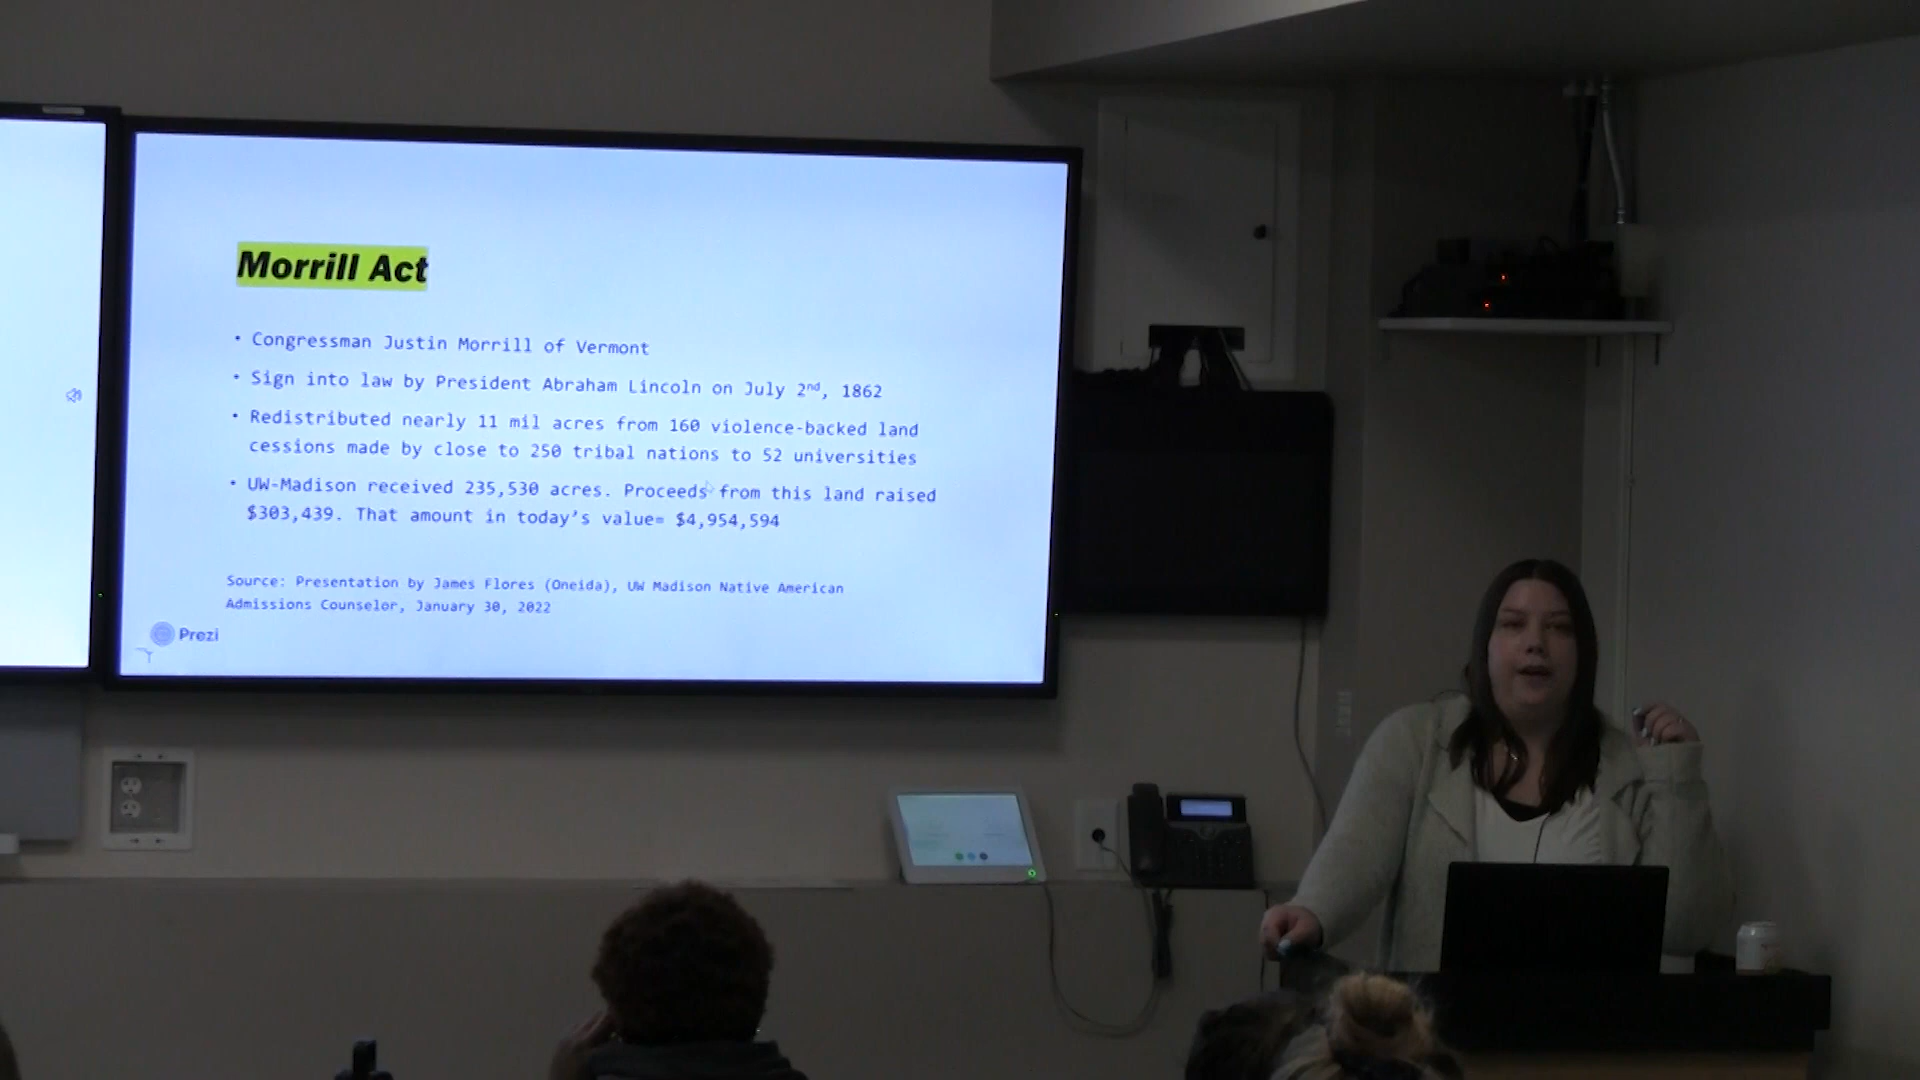 Morrill Act
• Congressman Justin Morrill of Vermont
• Sign into law by President Abraham Lincoln on July 2nd, 1862
• Redistributed nearly 11 mil acres from 160 violence-backed land
cessions made by close to 250 tribal nations to 52 universities
• UW-Madison received 235,530 acres. Proceeds from this land raised
$303,439. That amount in today's value= $4,954,594
Source: Presentation by James Flores (Oneida), UW Madison Native American
Admissions Counselor, January 30, 2022
Prezi